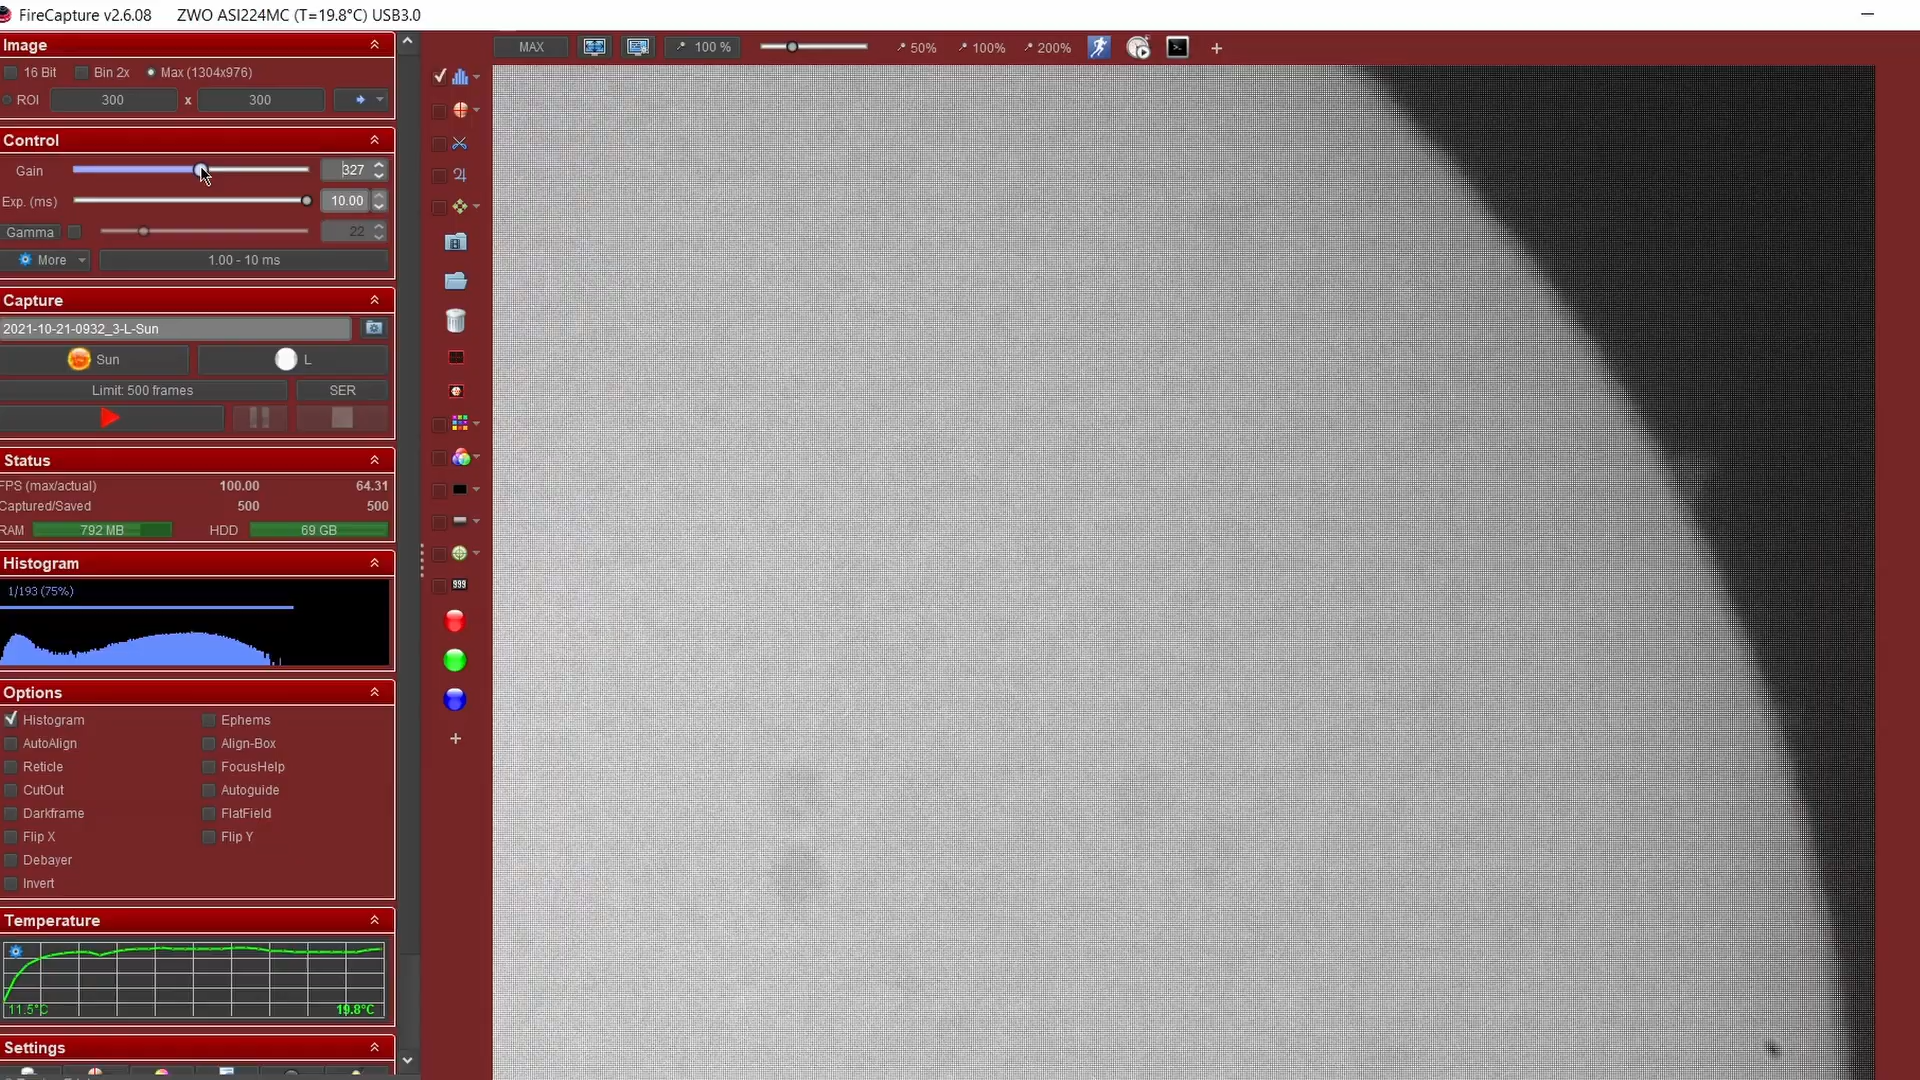 FireCapture v2.6.08 ZWO ASI224MC (T=19.8°C) USB3.0
Image
16 Bit Bin 2x Max (1304x976)
ROI 300 x 300
Control
Gain 327
Exp. (ms) 10.00
Gamma 22
More 1.00 - 10 ms
Capture
2021-10-21-0932_3-L-Sun
Sun L
Limit: 500 frames SER
Status
FPS (max/actual) 100.00 64.31
Captured/Saved 500 500
RAM 792 MB HDD 69 GB
Histogram
1/193 (75%)
Options
Histogram Ephems
AutoAlign Align-Box
Reticle FocusHelp
CutOut Autoguide
Darkframe FlatField
Flip X Flip Y
Debayer
Invert
Temperature
11.5°C 19.8°C
Settings
MAX 100 % 50% 100% 200%
999